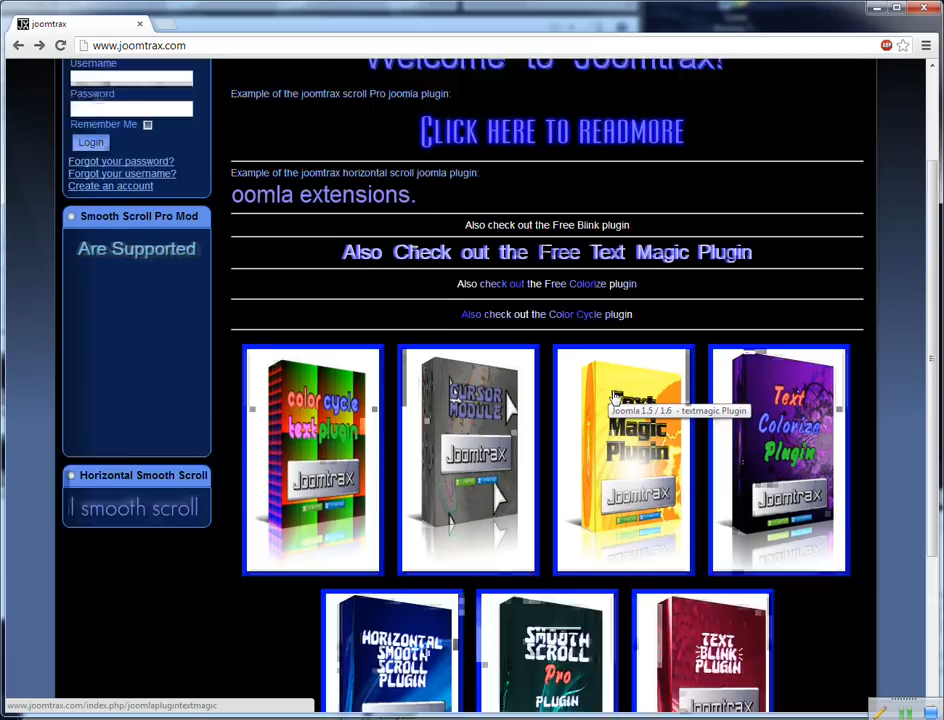 joomtrax
www.joomtrax.com
ABP
Username
Welcome to Joomtrax!
Password
Example of the joomtrax scroll Pro joomla plugin:
Remember Me
Click here to readmore
Login
Forgot your password?
Forgot your username?
Create an account
Example of the joomtrax horizontal scroll joomla plugin:
oomla extensions.
Smooth Scroll Pro Mod
Also check out the Free Blink plugin
Are Supported
Also Check out the Free Text Magic Plugin
Also check out the Free Colorize plugin
Also check out the Color Cycle plugin
color cycle
text plugin
Joomtrax
CURSOR
MODULE
Joomtrax
Text
Magic
Plugin
Joomtrax
Joomla 1.5 / 1.6 - textmagic Plugin
Text
Colorize
Plugin
Joomtrax
Horizontal Smooth Scroll
l smooth scroll
HORIZONTAL
SMOOTH
SCROLL
PLUGIN
SMOOTH
SCROLL
Pro
PLUGIN
TEXT
BLINK
PLUGIN
www.joomtrax.com/index.php/joomlaplugintextmagic